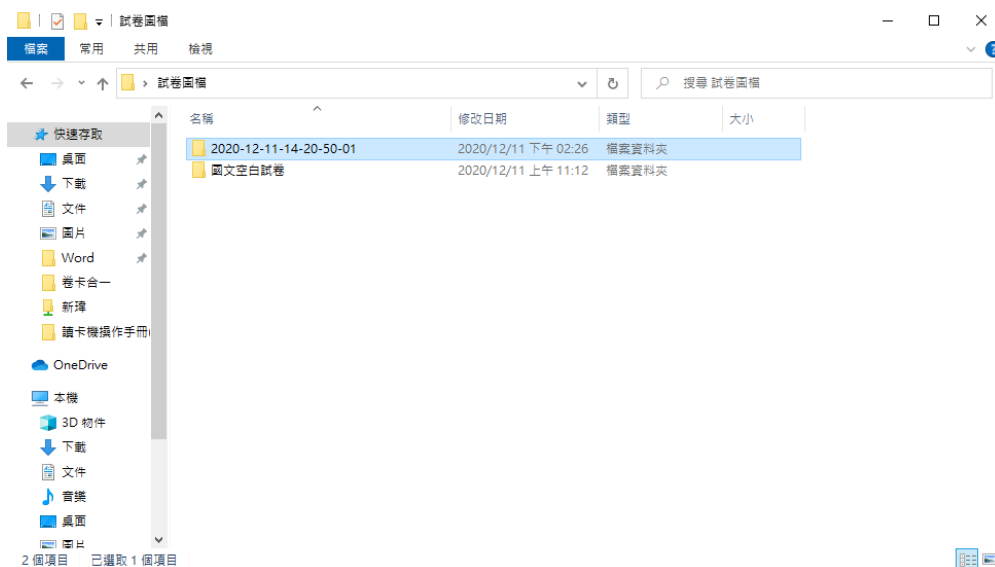 試卷圖檔
檔案 常用 共用 檢視
試卷圖檔 搜尋 試卷圖檔
名稱 修改日期 類型 大小
2020-12-11-14-20-50-01 2020/12/11 下午 02:26 檔案資料夾
國文空白試卷 2020/12/11 上午 11:12 檔案資料夾
快速存取
桌面
下載
文件
圖片
Word
卷卡合一
新瑋
讀卡機操作手冊
OneDrive
本機
3D 物件
下載
文件
音樂
桌面
圖片
2 個項目 已選取 1 個項目